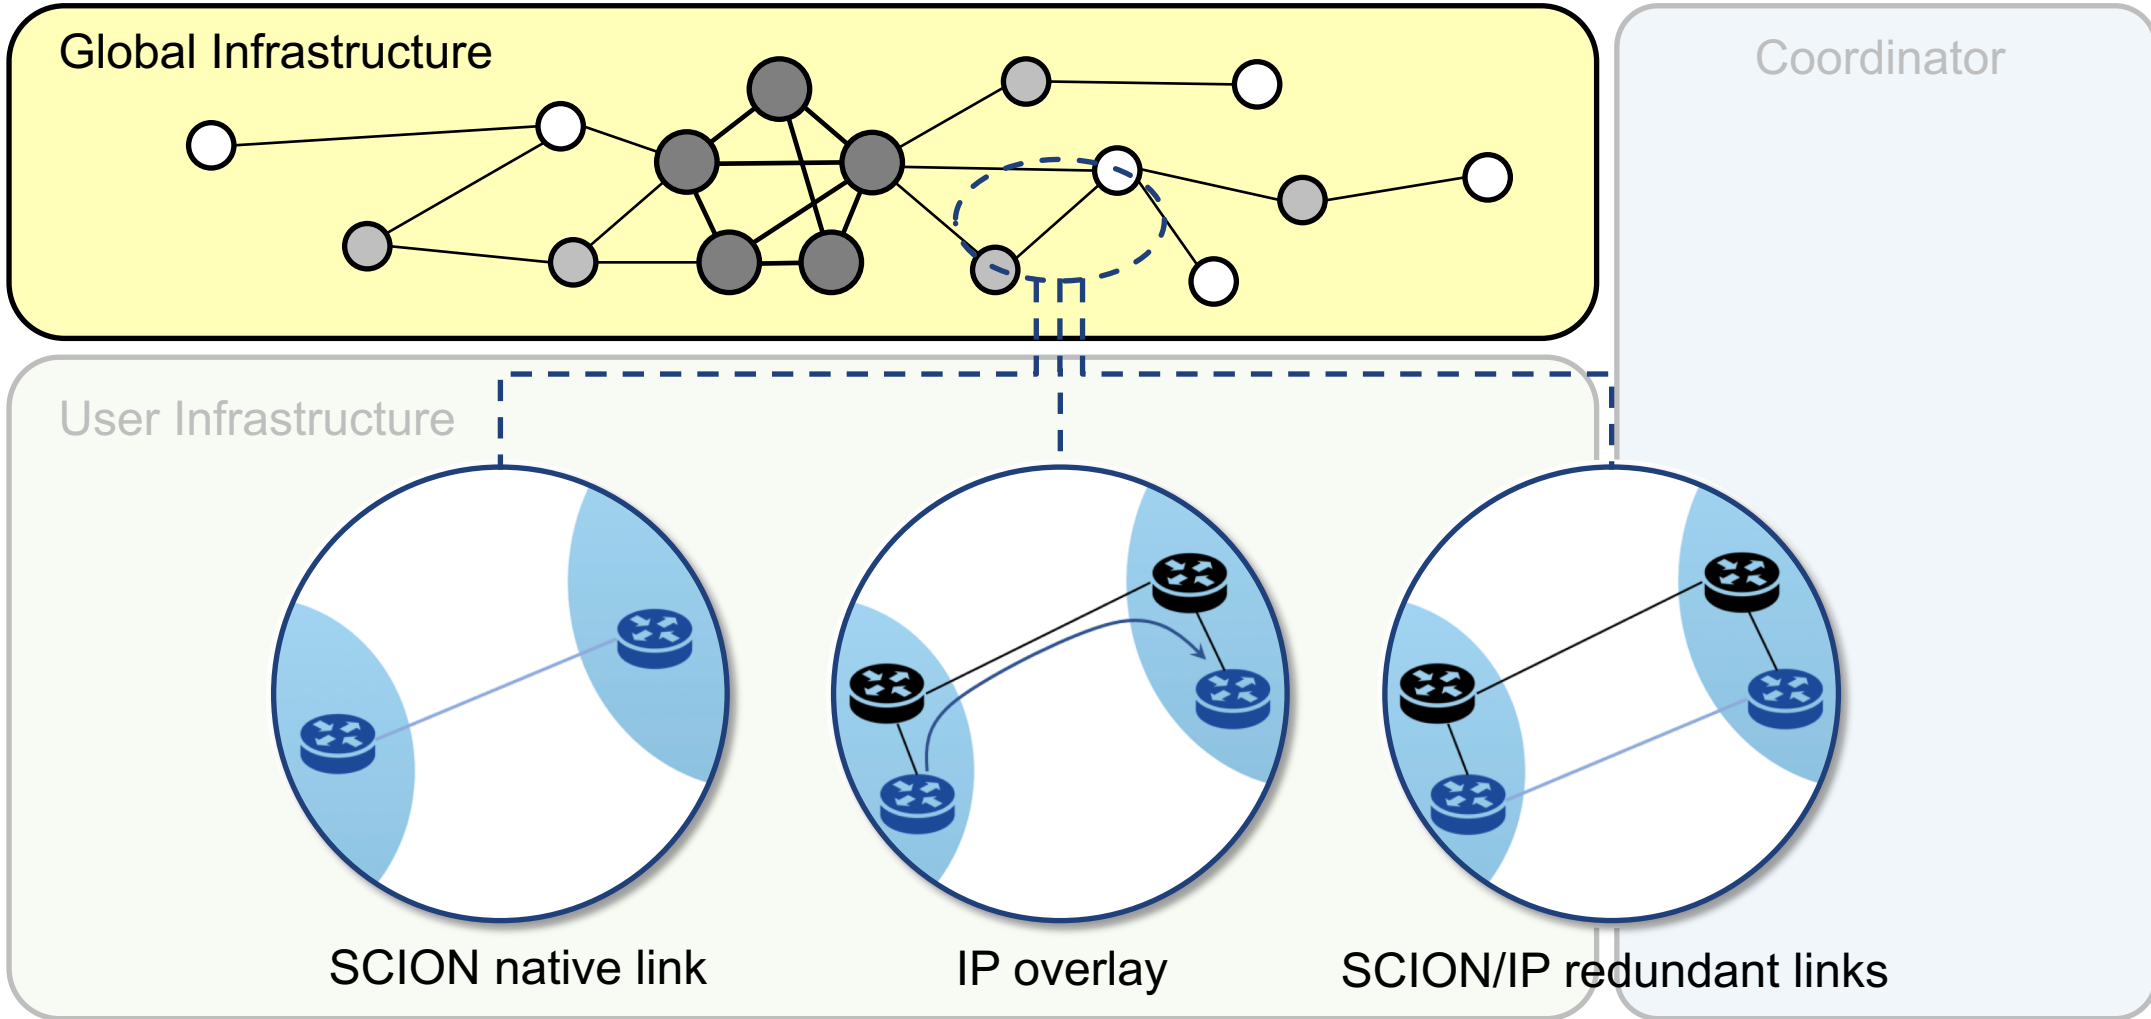 Global Infrastructure
Coordinator
User Infrastructure
SCION native link
IP overlay
SCION/IP redundant links